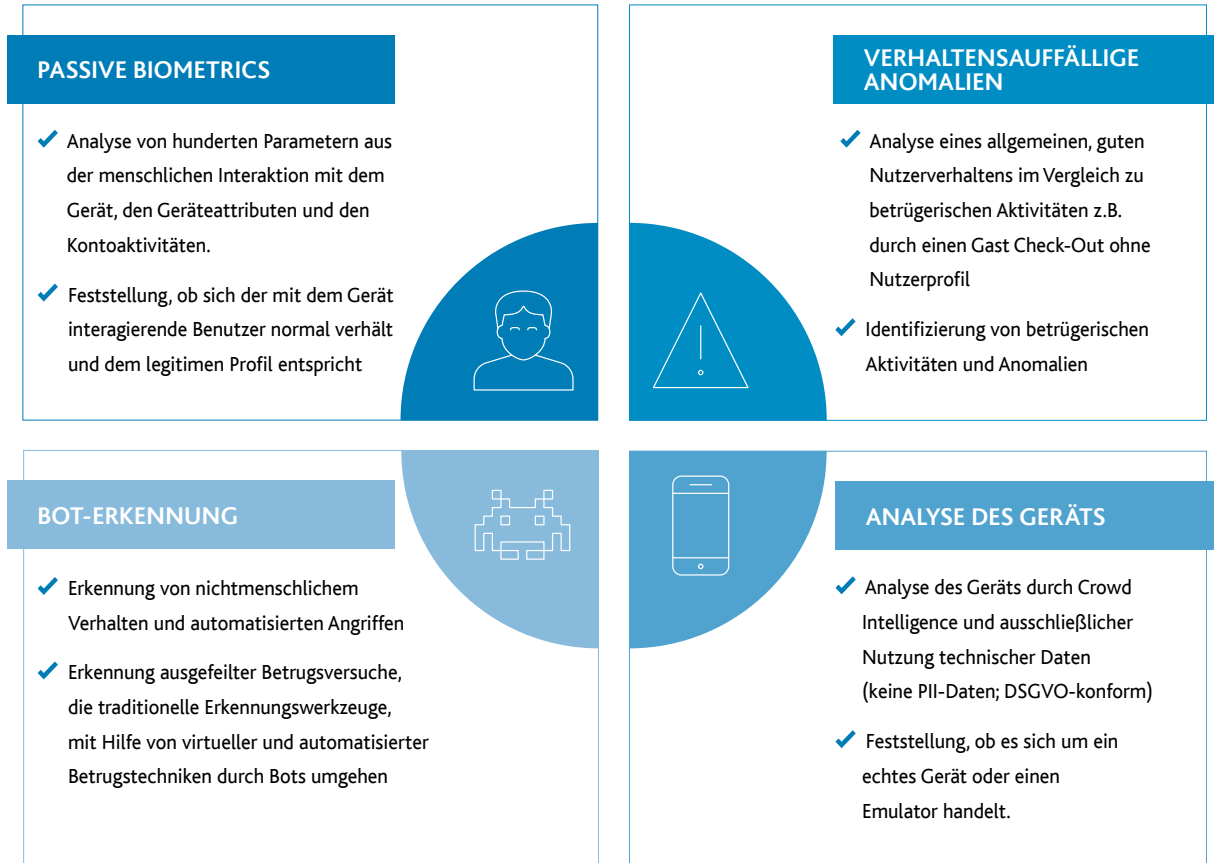 PASSIVE BIOMETRICS
Analyse von hunderten Parametern aus
der menschlichen Interaktion mit dem
Gerät, den Geräteattributen und den
Kontoaktivitäten.
Feststellung, ob sich der mit dem Gerät
interagierende Benutzer normal verhält
und dem legitimen Profil entspricht
VERHALTENSAUFFÄLLIGE
ANOMALIEN
Analyse eines allgemeinen, guten
Nutzerverhaltens im Vergleich zu
betrügerischen Aktivitäten z.B.
durch einen Gast Check-Out ohne
Nutzerprofil
Identifizierung von betrügerischen
Aktivitäten und Anomalien
BOT-ERKENNUNG
Erkennung von nichtmenschlichem
Verhalten und automatisierten Angriffen
Erkennung ausgefeilter Betrugsversuche,
die traditionelle Erkennungswerkzeuge,
mit Hilfe von virtueller und automatisierter
Betrugstechniken durch Bots umgehen
ANALYSE DES GERÄTS
Analyse des Geräts durch Crowd
Intelligence und ausschließlicher
Nutzung technischer Daten
(keine PII-Daten; DSGVO-konform)
Feststellung, ob es sich um ein
echtes Gerät oder einen
Emulator handelt.